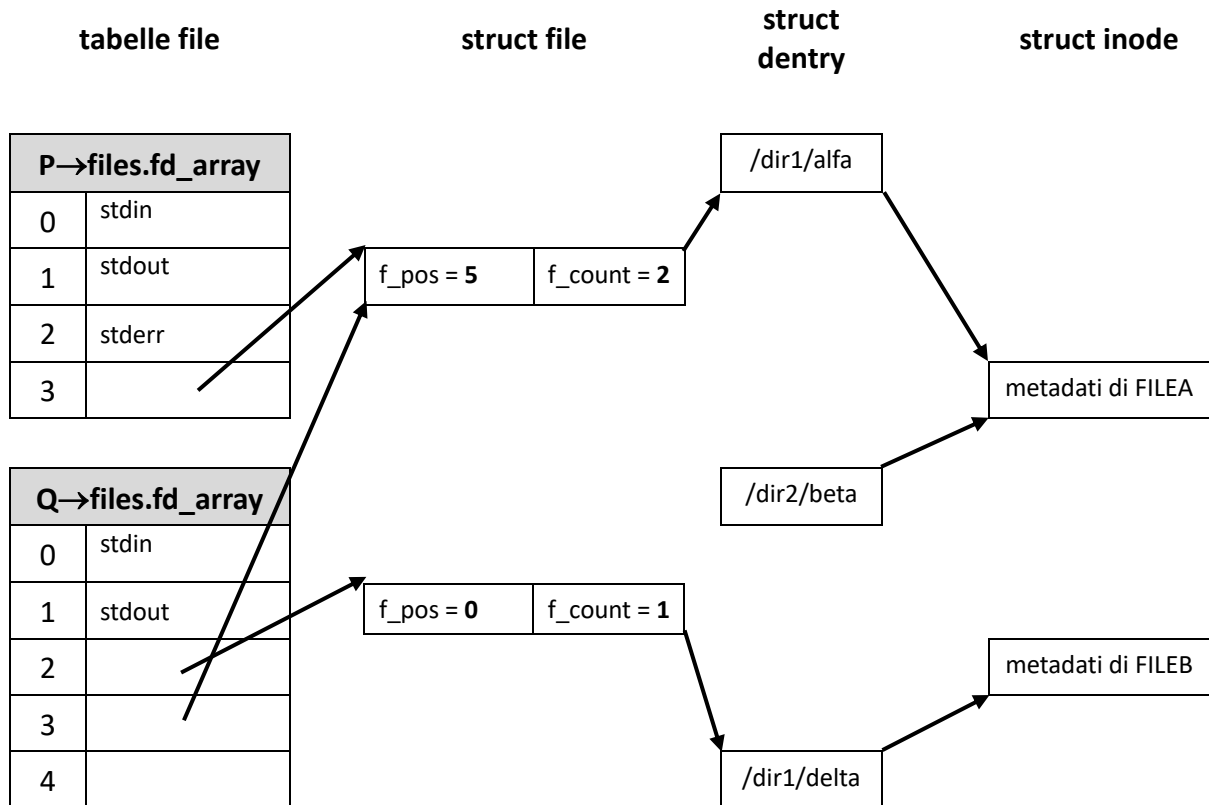 tabelle file
struct file
struct
dentry
struct inode
P→files.fd_array
0 stdin
1 stdout
2 stderr
3
f_pos = 5 f_count = 2
/dir1/alfa
metadati di FILEA
/dir2/beta
Q→files.fd_array
0 stdin
1 stdout
2
3
4
f_pos = 0 f_count = 1
metadati di FILEB
/dir1/delta